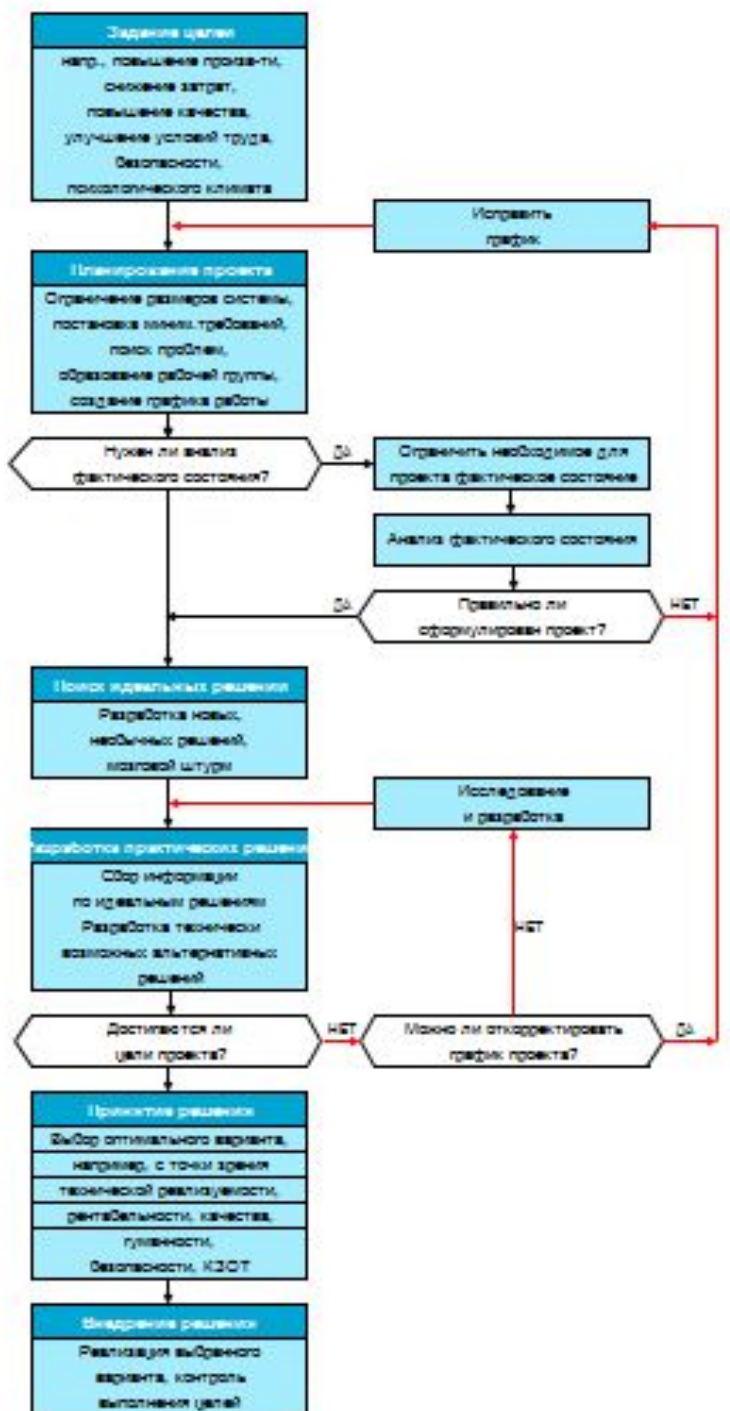 Задание целей
напр., повышение произв-ти,
снижение затрат,
повышение качества,
улучшение условий труда,
безопасности,
психологического климата
Исправить
график
Планирование проекта
Ограничение размеров системы,
постановка миним.требований,
поиск проблем,
образование рабочей группы,
создание графика работы
Нужен ли анализ
фактического состояния?
ДА
Ограничить необходимое для
проекта фактическое состояние
Анализ фактического состояния
Правильно ли
сформулирован проект?
ДА
НЕТ
Поиск идеальных решений
Разработка новых,
необычных решений,
мозговой штурм
Исследование
и разработка
Разработка практических решений
Сбор информации
по идеальным решениям
Разработка технически
возможных альтернативных
решений
НЕТ
Достигаются ли
цели проекта?
НЕТ
Можно ли откорректировать
график проекта?
ДА
Принятие решения
Выбор оптимального варианта,
например, с точки зрения
технической реализуемости,
рентабельности, качества,
гуманности,
безопасности, КЗОТ
Внедрение решения
Реализация выбранного
варианта, контроль
выполнения целей